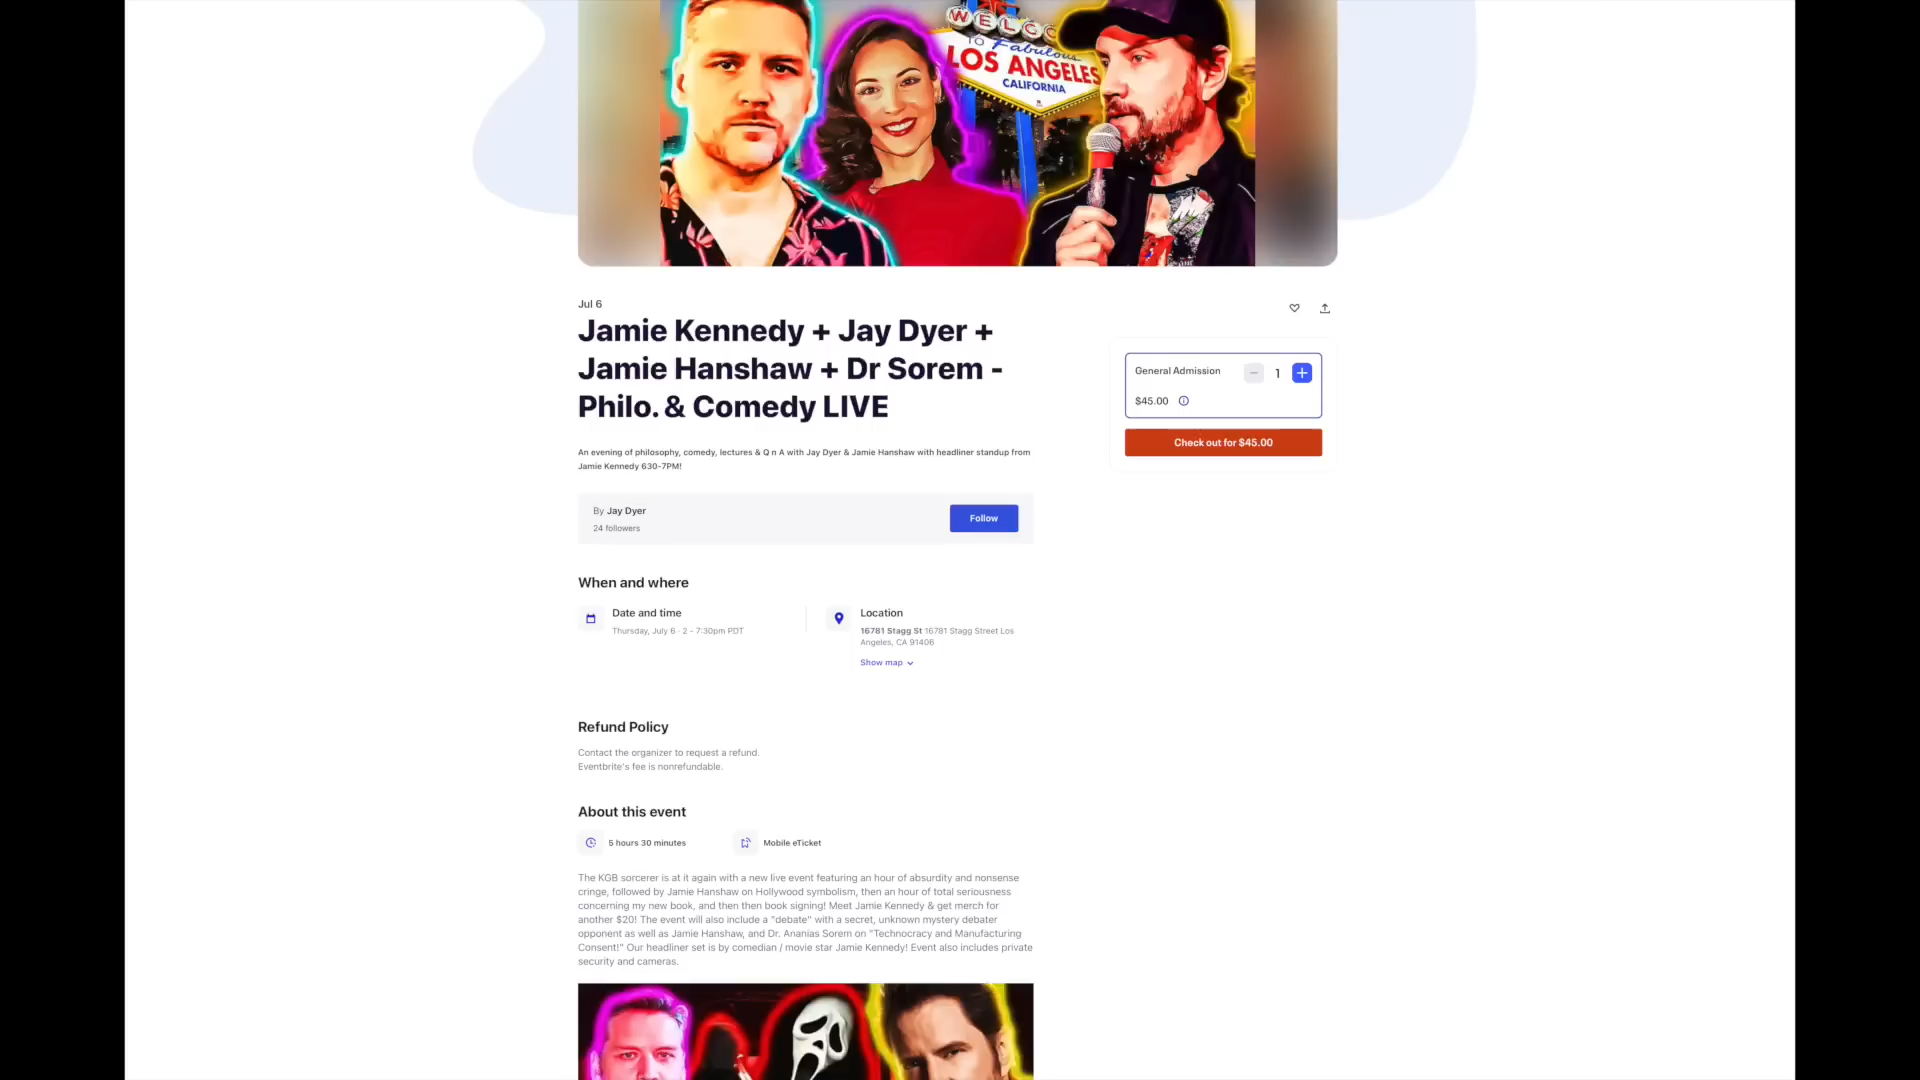 WELCO
TO Fabulous
LOS ANGELES
CALIFORNIA
Jul 6
Jamie Kennedy + Jay Dyer +
Jamie Hanshaw + Dr Sorem -
Philo. & Comedy LIVE
An evening of philosophy, comedy, lectures & Q n A with Jay Dyer & Jamie Hanshaw with headliner standup from
Jamie Kennedy 630-7PM!
General Admission
1
$45.00
Check out for $45.00
By Jay Dyer
24 followers
Follow
When and where
Date and time
Thursday, July 6 · 2 - 7:30pm PDT
Location
16781 Stagg St 16781 Stagg Street Los
Angeles, CA 91406
Show map
Refund Policy
Contact the organizer to request a refund.
Eventbrite's fee is nonrefundable.
About this event
5 hours 30 minutes
Mobile eTicket
The KGB sorcerer is at it again with a new live event featuring an hour of absurdity and nonsense
cringe, followed by Jamie Hanshaw on Hollywood symbolism, then an hour of total seriousness
concerning my new book, and then then book signing! Meet Jamie Kennedy & get merch for
another $20! The event will also include a "debate" with a secret, unknown mystery debater
opponent as well as Jamie Hanshaw, and Dr. Ananias Sorem on "Technocracy and Manufacturing
Consent!" Our headliner set is by comedian / movie star Jamie Kennedy! Event also includes private
security and cameras.